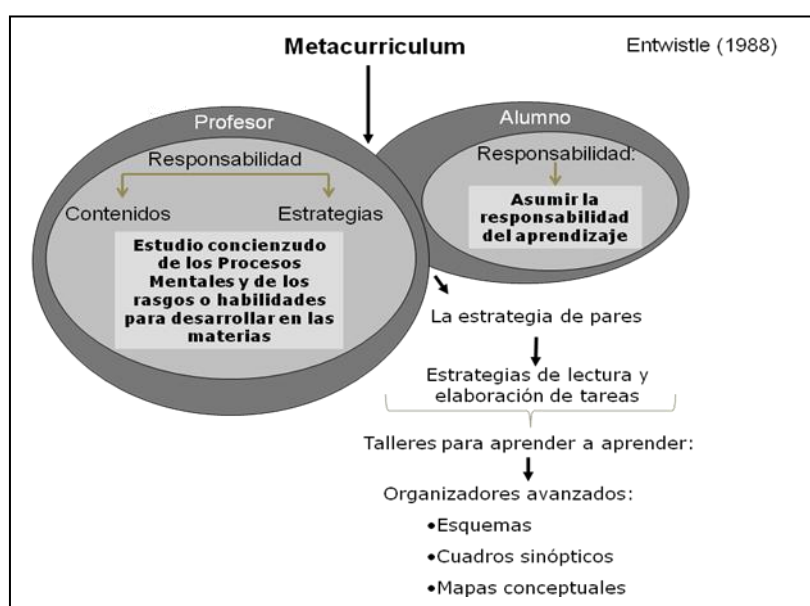 Metacurriculum
Entwistle (1988)
Profesor
Responsabilidad
Contenidos
Estrategias
Estudio concienzudo
de los Procesos
Mentales y de los
rasgos o habilidades
para desarrollar en las
materias
Alumno
Responsabilidad:
Asumir la
responsabilidad
del aprendizaje
La estrategia de pares
Estrategias de lectura y
elaboración de tareas
Talleres para aprender a aprender:
Organizadores avanzados:
•Esquemas
•Cuadros sinópticos
•Mapas conceptuales